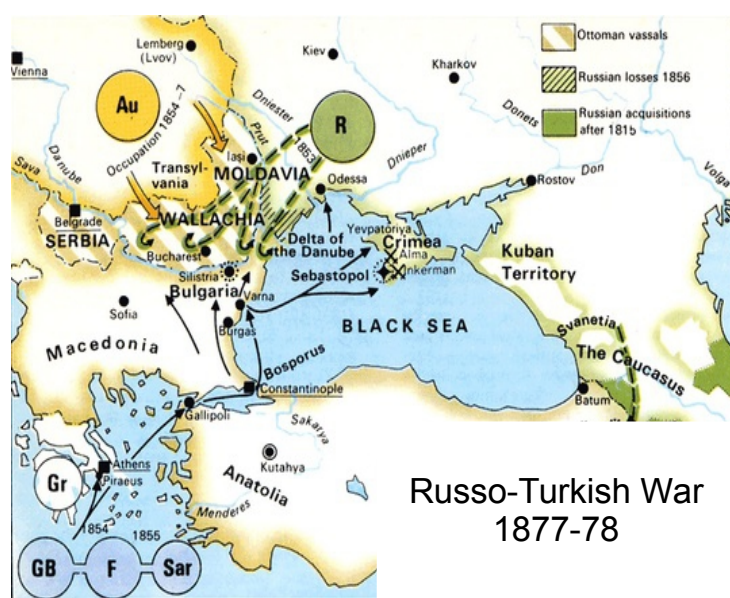 Lemberg
(Lvov)
Kiev
Kharkov
Vienna
Au
Occupation 1854-7
Dniester
Prut
1853
R
Dnieper
Donets
Don
Volga
Ottoman vassals
Russian losses 1856
Russian acquisitions
after 1815
Sava
Danube
Transyl-
vania
Iaşi
MOLDAVIA
Odessa
Rostov
Belgrade
SERBIA
WALLACHIA
Bucharest
Delta of
the Danube
Yevpatoriya
Crimea
Alma
Inkerman
Sebastopol
Kuban
Territory
Silistria
Bulgaria
Varna
Burgas
Sofia
BLACK SEA
Svanetia
The Caucasus
Batum
Macedonia
Bosporus
Constantinople
Gallipoli
Sakarya
Kutahya
Anatolia
Menderes
Gr
Athens
Piraeus
1854
1855
GB
F
Sar
Russo-Turkish War
1877-78